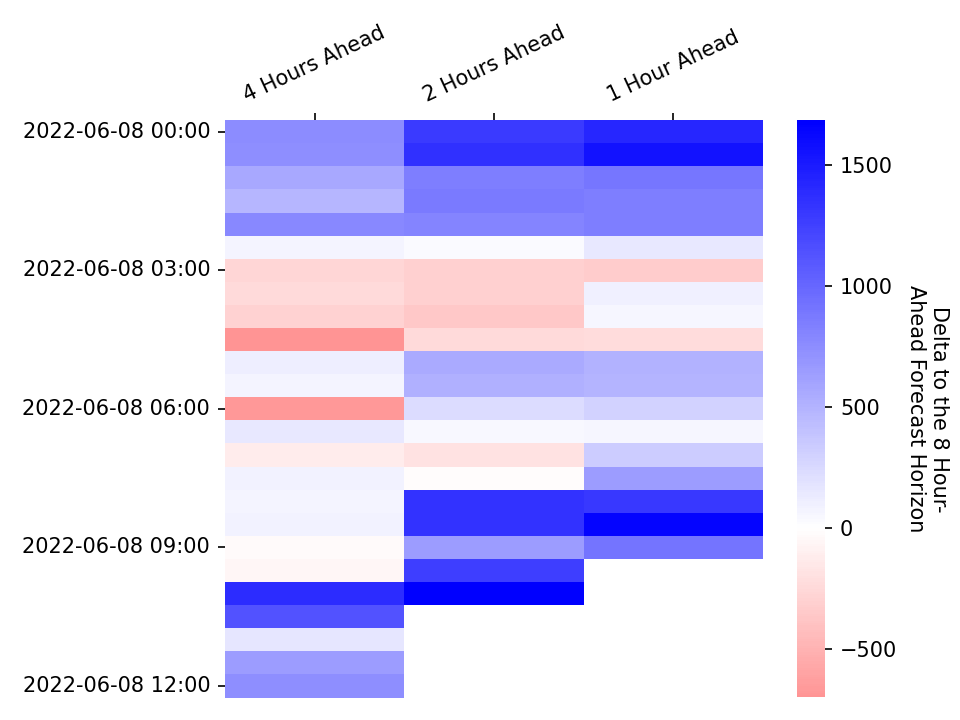 4 Hours Ahead
2 Hours Ahead
1 Hour Ahead
2022-06-08 00:00
2022-06-08 03:00
2022-06-08 06:00
2022-06-08 09:00
2022-06-08 12:00
1500
1000
500
0
−500
Delta to the 8 Hour-
Ahead Forecast Horizon